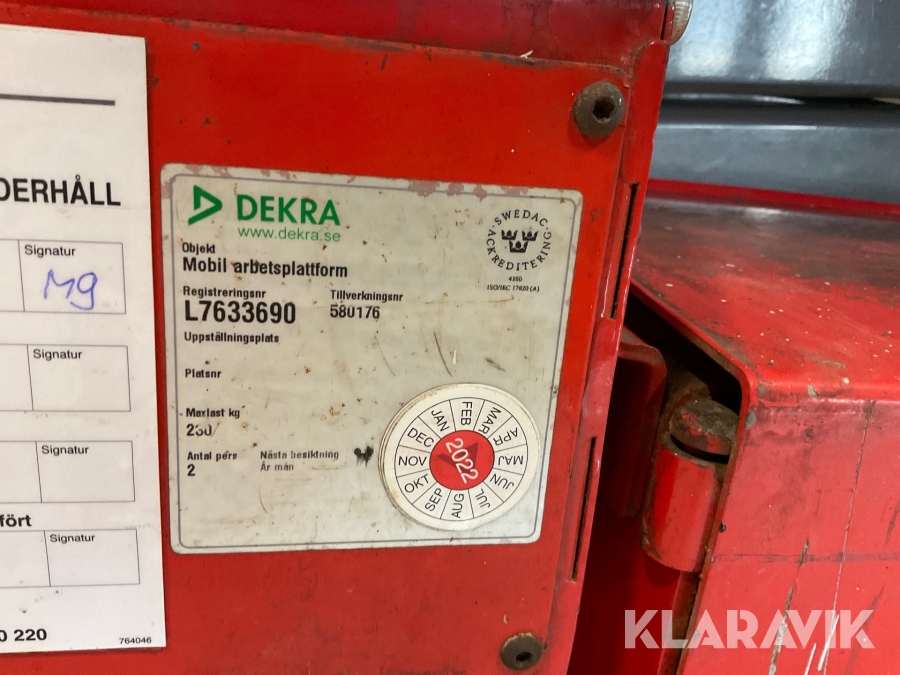 DERHÅLL
Signatur
M9
Signatur
Signatur
fört
Signatur
0 220
764046
DEKRA
www.dekra.se
SWEDAC
ACKREDITERING
4350
ISO/IEC 17020 (A)
Objekt
Mobil arbetsplattform
Registreringsnr Tillverkningsnr
L7633690 580176
Uppställningsplats
Platsnr
Maxlast kg
230
Antal pers Nästa besiktning
2 År mån
JAN FEB MAR APR MAJ JUN JUL AUG SEP OKT NOV DEC
2022
KLARAVIK